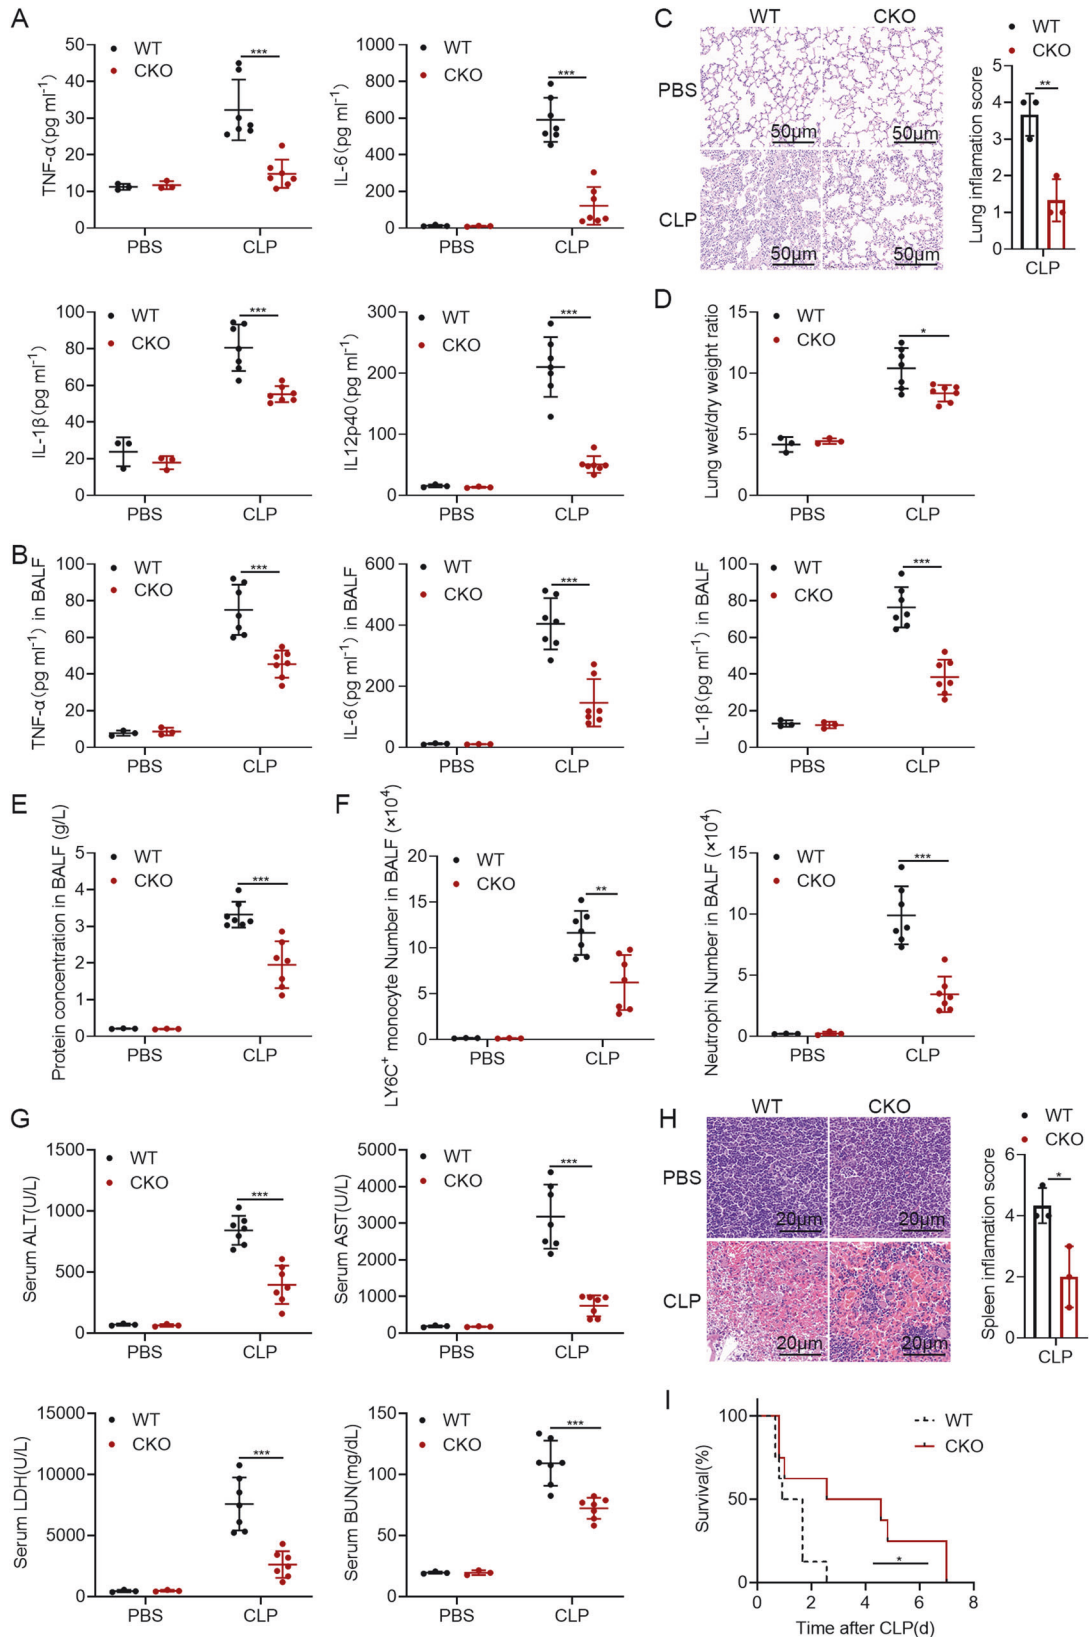 A
TNF-α(pg ml⁻¹)
50
40
30
20
10
0
WT
CKO
***
PBS
CLP
IL-6(pg ml⁻¹)
1000
800
600
400
200
0
WT
CKO
***
PBS
CLP
IL-1β(pg ml⁻¹)
100
80
60
40
20
0
WT
CKO
***
PBS
CLP
IL12p40(pg ml⁻¹)
300
200
100
0
WT
CKO
***
PBS
CLP
C
WT
CKO
PBS
50μm
50μm
CLP
50μm
50μm
WT
CKO
Lung inflamation score
5
4
3
2
1
0
**
CLP
D
Lung wet/dry weight ratio
15
10
5
0
WT
CKO
*
PBS
CLP
B
TNF-α(pg ml⁻¹) in BALF
100
80
60
40
20
0
WT
CKO
***
PBS
CLP
IL-6(pg ml⁻¹) in BALF
600
400
200
0
WT
CKO
***
PBS
CLP
IL-1β(pg ml⁻¹) in BALF
100
80
60
40
20
0
WT
CKO
***
PBS
CLP
E
Protein concentration in BALF (g/L)
5
4
3
2
1
0
WT
CKO
***
PBS
CLP
F
LY6C⁺ monocyte Number in BALF (×10⁴)
20
15
10
5
0
WT
CKO
**
PBS
CLP
Neutrophi Number in BALF (×10⁴)
15
10
5
0
WT
CKO
***
PBS
CLP
G
Serum ALT(U/L)
1500
1000
500
0
WT
CKO
***
PBS
CLP
Serum AST(U/L)
5000
4000
3000
2000
1000
0
WT
CKO
***
PBS
CLP
Serum LDH(U/L)
15000
10000
5000
0
WT
CKO
***
PBS
CLP
Serum BUN(mg/dL)
150
100
50
0
WT
CKO
***
PBS
CLP
H
WT
CKO
PBS
20μm
20μm
CLP
20μm
20μm
WT
CKO
Spleen inflamation score
6
4
2
0
*
CLP
I
Survival(%)
100
50
0
WT
CKO
*
0
2
4
6
8
Time after CLP(d)